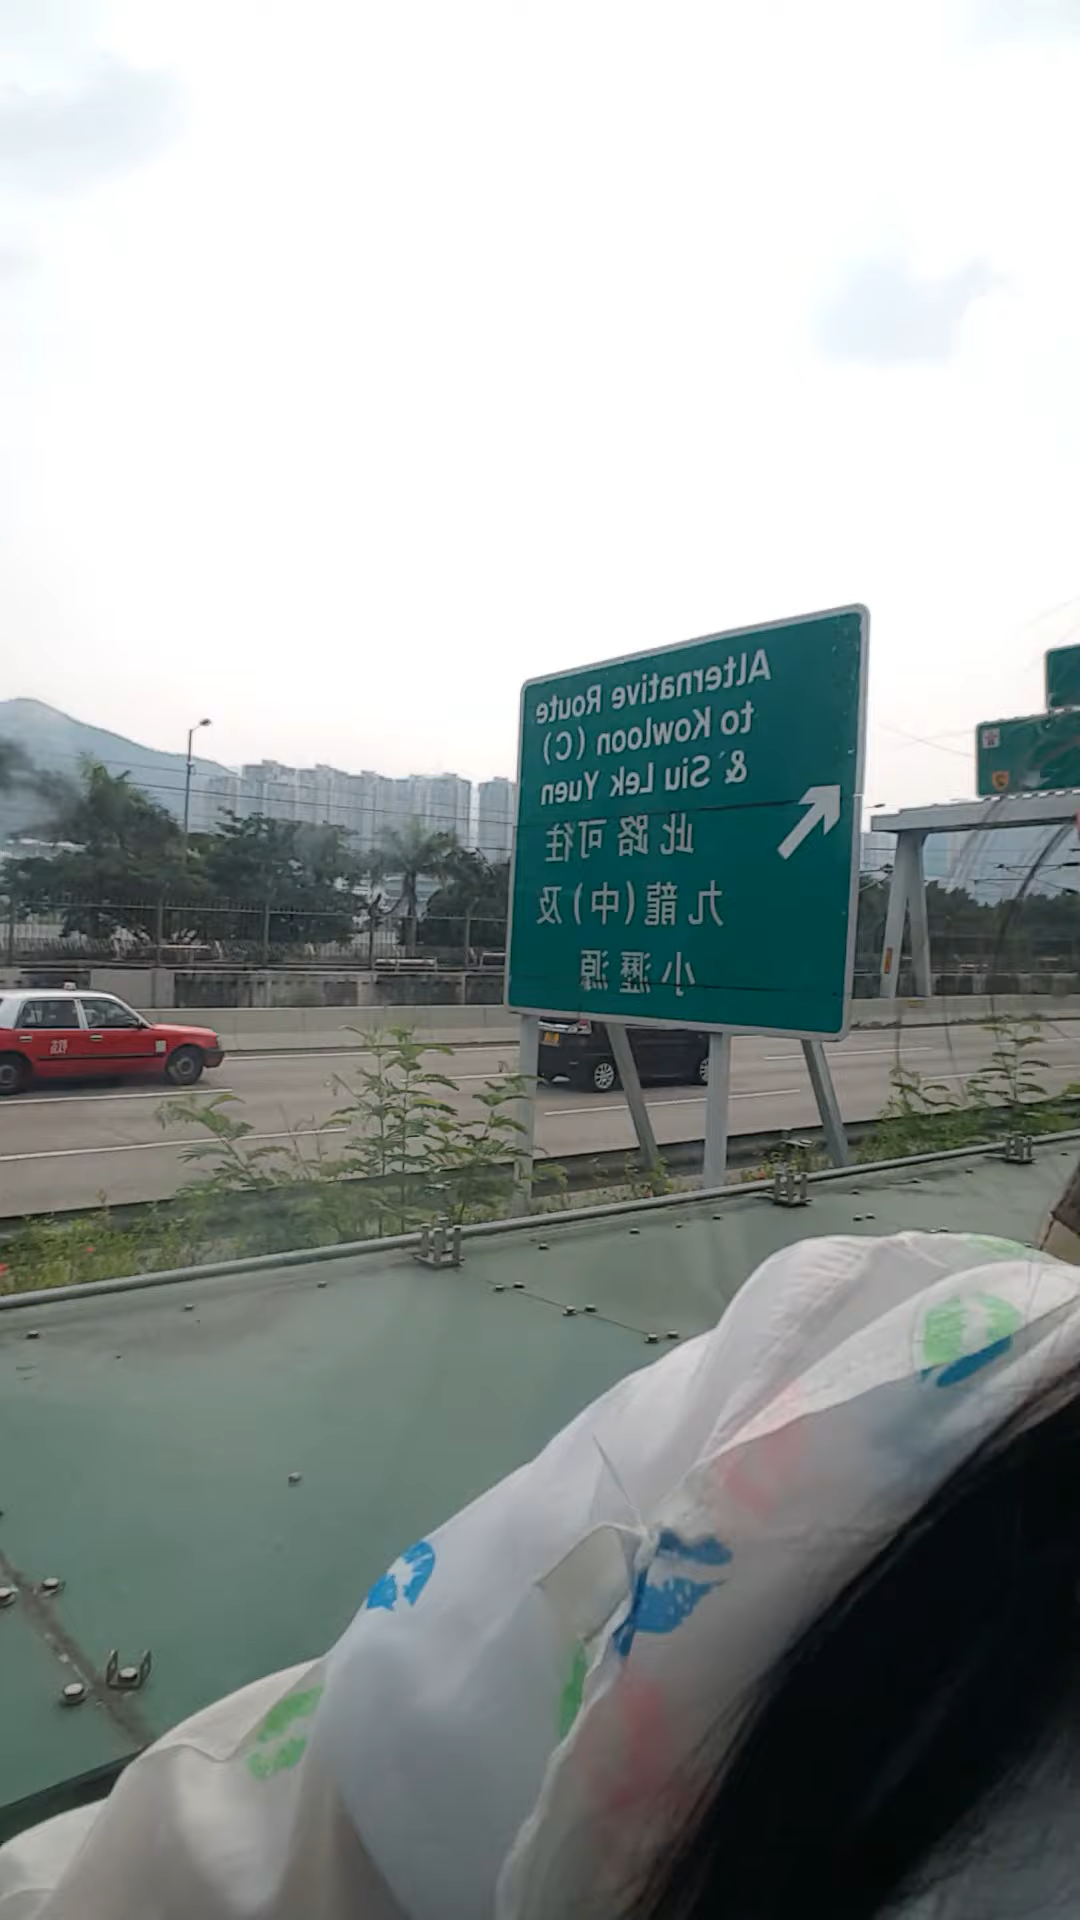 Alternative Route
to Kowloon (C)
& Siu Lek Yuen
此路可往
九龍(中)及
小瀝源